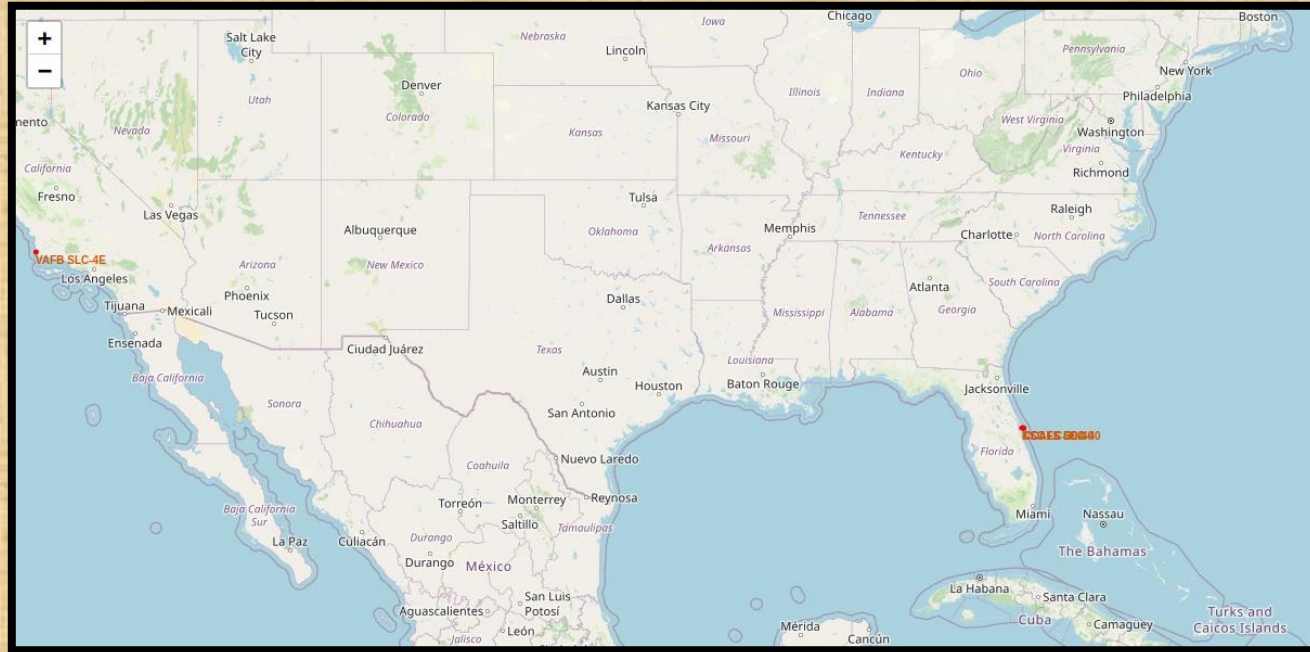 +
−
Chicago
Boston
Iowa
Salt Lake
City
Nebraska
Lincoln
Pennsylvania
New York
Ohio
Denver
Utah
Illinois
Indiana
Philadelphia
Kansas City
Colorado
nento
Nevada
Kansas
Missouri
West Virginia
Washington
Virginia
Kentucky
California
Richmond
Fresno
Tulsa
Las Vegas
Raleigh
Tennessee
Albuquerque
Oklahoma
Memphis
Charlotte
North Carolina
Arkansas
VAFB SLC-4E
Arizona
New Mexico
Los Angeles
South Carolina
Atlanta
Phoenix
Dallas
Tijuana
Mexicali
Tucson
Mississippi
Alabama
Georgia
Ensenada
Ciudad Juárez
Texas
Louisiana
Austin
Baja California
Houston
Baton Rouge
Jacksonville
Sonora
San Antonio
Chihuahua
Florida
Nuevo Laredo
Coahuila
Reynosa
Torreón
Monterrey
Baja California
Sur
Saltillo
Tamaulipas
Miami
Nassau
La Paz
Culiacán
Durango
The Bahamas
Durango
México
La Habana
San Luis
Potosí
Santa Clara
Aguascalientes
Turks and
Caicos Islands
Cuba
Camagüey
León
Jalisco
Mérida
Cancún